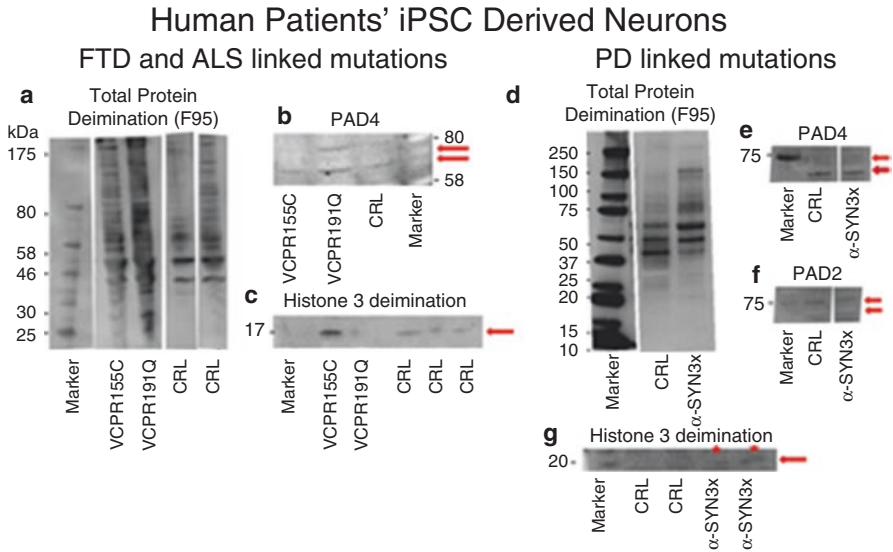 Human Patients' iPSC Derived Neurons
FTD and ALS linked mutations
PD linked mutations
a
Total Protein
Deimination (F95)
kDa
175
80
58
46
30
25
Marker
VCPR155C
VCPR191Q
CRL
CRL
b
PAD4
80
58
VCPR155C
VCPR191Q
CRL
Marker
c
Histone 3 deimination
17
Marker
VCPR155C
VCPR191Q
CRL
CRL
CRL
d
Total Protein
Deimination (F95)
250
150
100
75
50
37
25
20
15
10
Marker
CRL
α-SYN3x
e
PAD4
75
Marker
CRL
α-SYN3x
f
PAD2
75
Marker
CRL
α-SYN3x
g
Histone 3 deimination
20
Marker
CRL
CRL
α-SYN3x
α-SYN3x